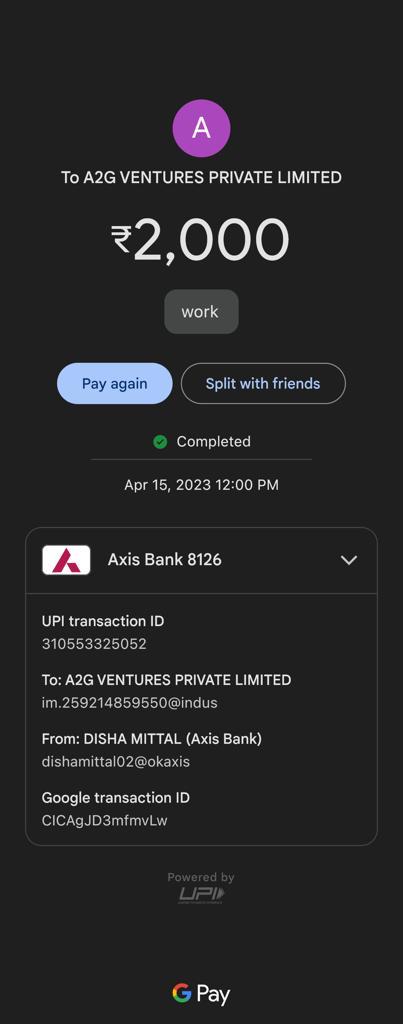 A
To A2G VENTURES PRIVATE LIMITED
₹2,000
work
Pay again
Split with friends
Completed
Apr 15, 2023 12:00 PM
Axis Bank 8126
UPI transaction ID
310553325052
To: A2G VENTURES PRIVATE LIMITED
im.259214859550@indus
From: DISHA MITTAL (Axis Bank)
dishamittal02@okaxis
Google transaction ID
CICAgJD3mfmvLw
Powered by
UPI
G Pay